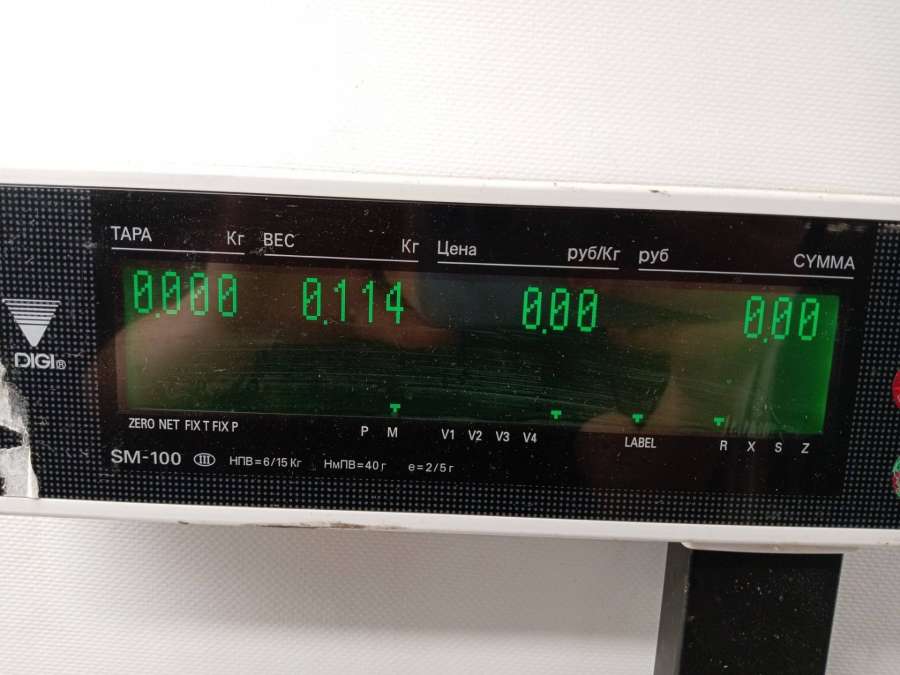 ТАРА Кг ВЕС Кг Цена руб/Кг руб СУММА
0.000 0.114 0.00 0.00
DIGI®
ZERO NET FIX T FIX P P M V1 V2 V3 V4 LABEL R X S Z
SM-100 III НПВ=6/15 Кг НмПВ=40 г е=2/5 г